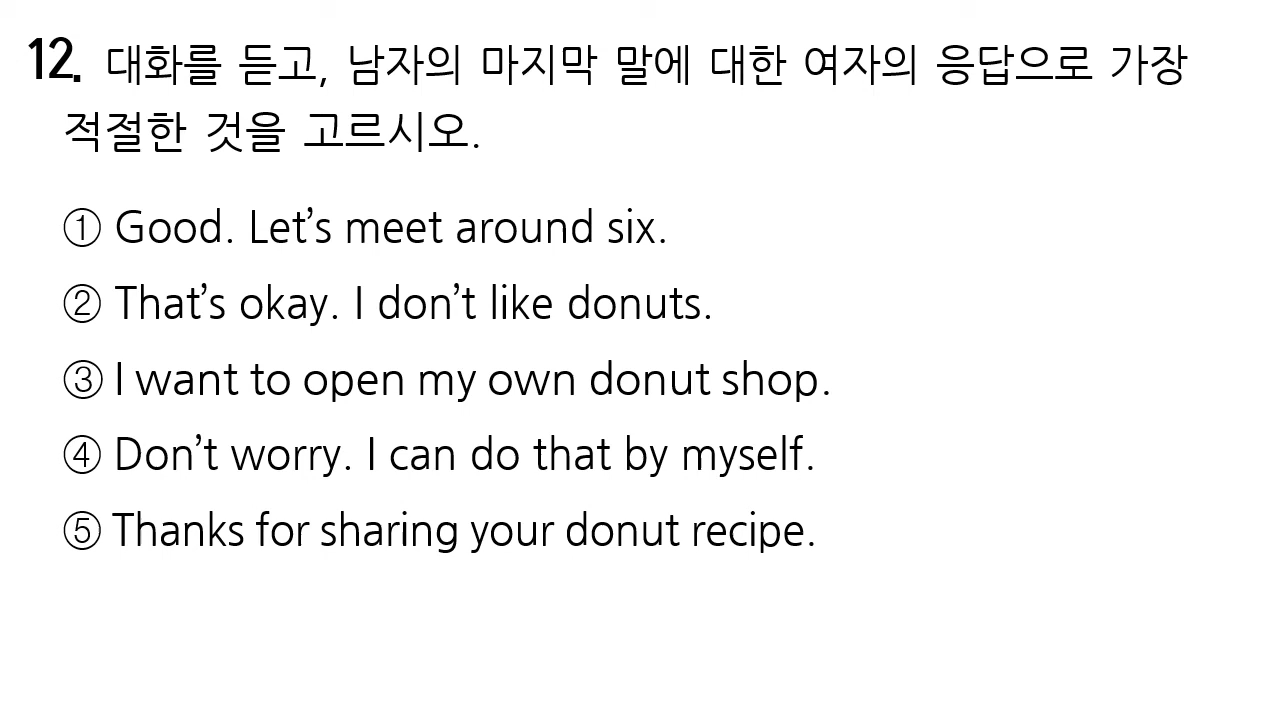 12. 대화를 듣고, 남자의 마지막 말에 대한 여자의 응답으로 가장
적절한 것을 고르시오.
① Good. Let’s meet around six.
② That’s okay. I don’t like donuts.
③ I want to open my own donut shop.
④ Don’t worry. I can do that by myself.
⑤ Thanks for sharing your donut recipe.